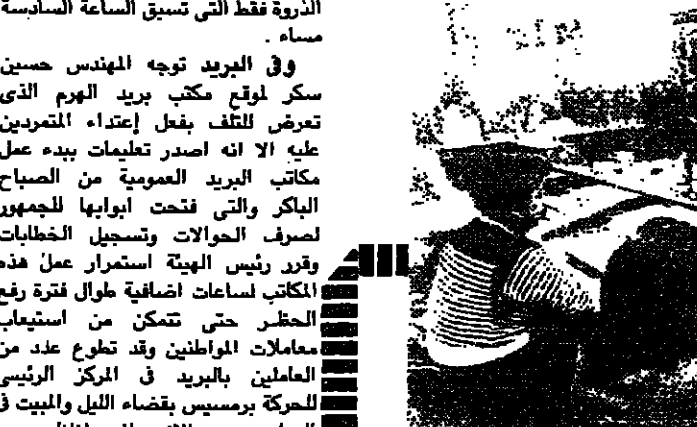 الذروة فقط التى تسبق الساعة السادسة
مساء .
وفى البريد توجه المهندس حسين
سكر لموقع مكتب بريد الهرم الذى
تعرض للتلف بفعل إعتداء المتمردين
عليه الا انه اصدر تعليمات ببدء عمل
مكاتب البريد العمومية من الصباح
الباكر والتى فتحت ابوابها للجمهور
لصرف الحوالات وتسجيل الخطابات
وقرر رئيس الهيئة استمرار عمل هذه
المكاتب لساعات اضافية طوال فترة رفع
الحظر حتى تتمكن من استيعاب
معاملات المواطنين وقد تطوع عدد من
العاملين بالبريد فى المركز الرئيسى
للحركة برمسيس بقضاء الليل والمبيت فى